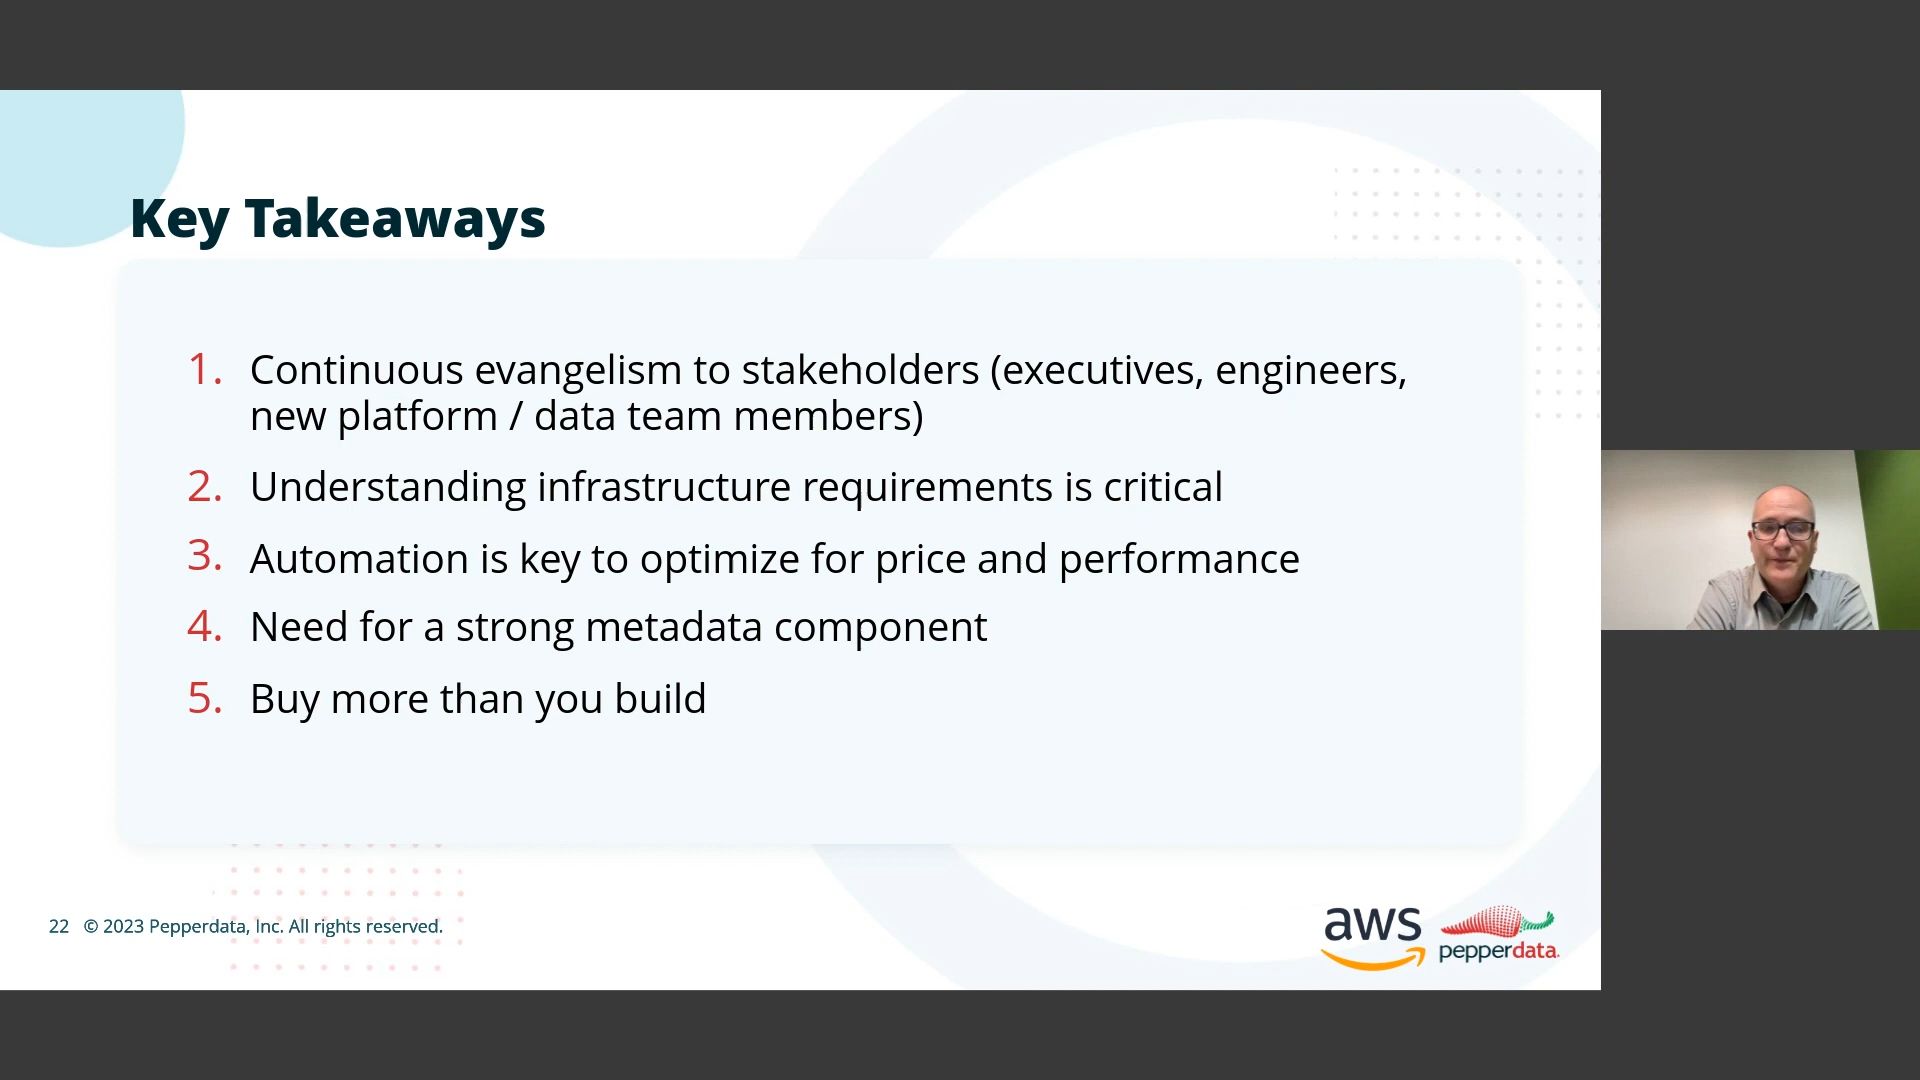 Key Takeaways
1. Continuous evangelism to stakeholders (executives, engineers,
new platform / data team members)
2. Understanding infrastructure requirements is critical
3. Automation is key to optimize for price and performance
4. Need for a strong metadata component
5. Buy more than you build
22 © 2023 Pepperdata, Inc. All rights reserved.
aws
pepperdata